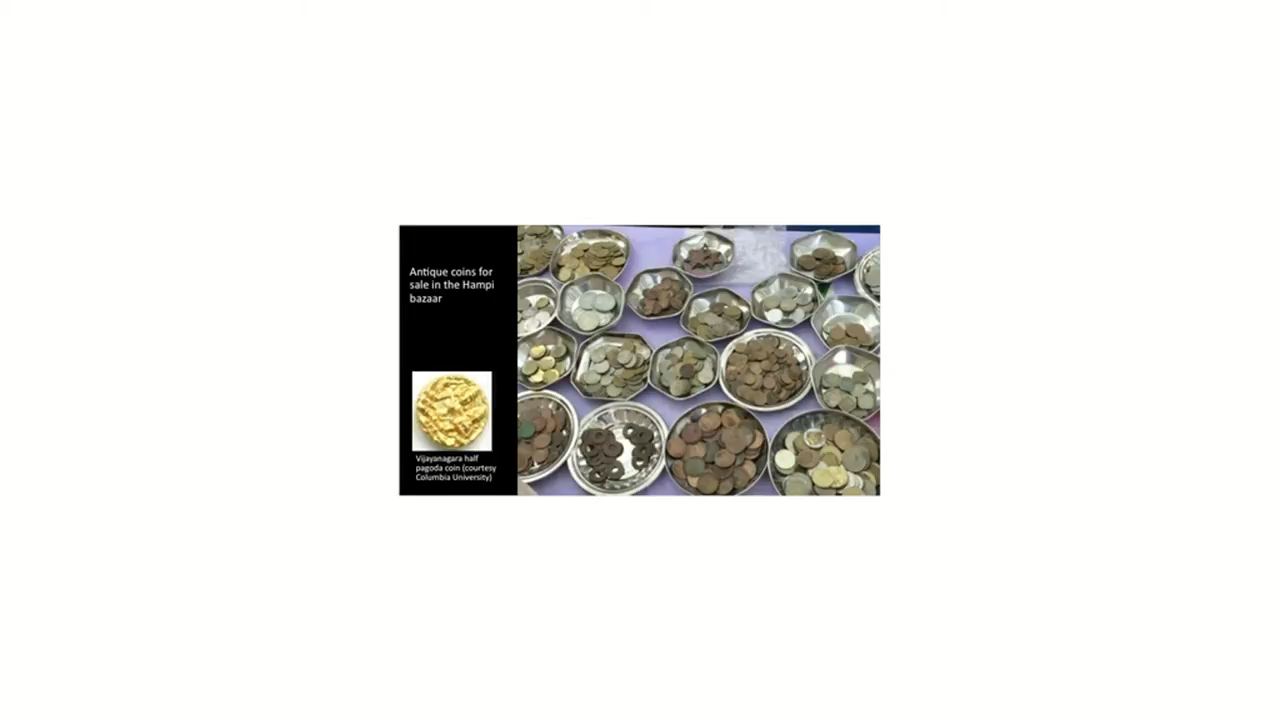 Antique coins for
sale in the Hampi
bazaar
Vijayanagara half
pagoda coin (courtesy
Columbia University)